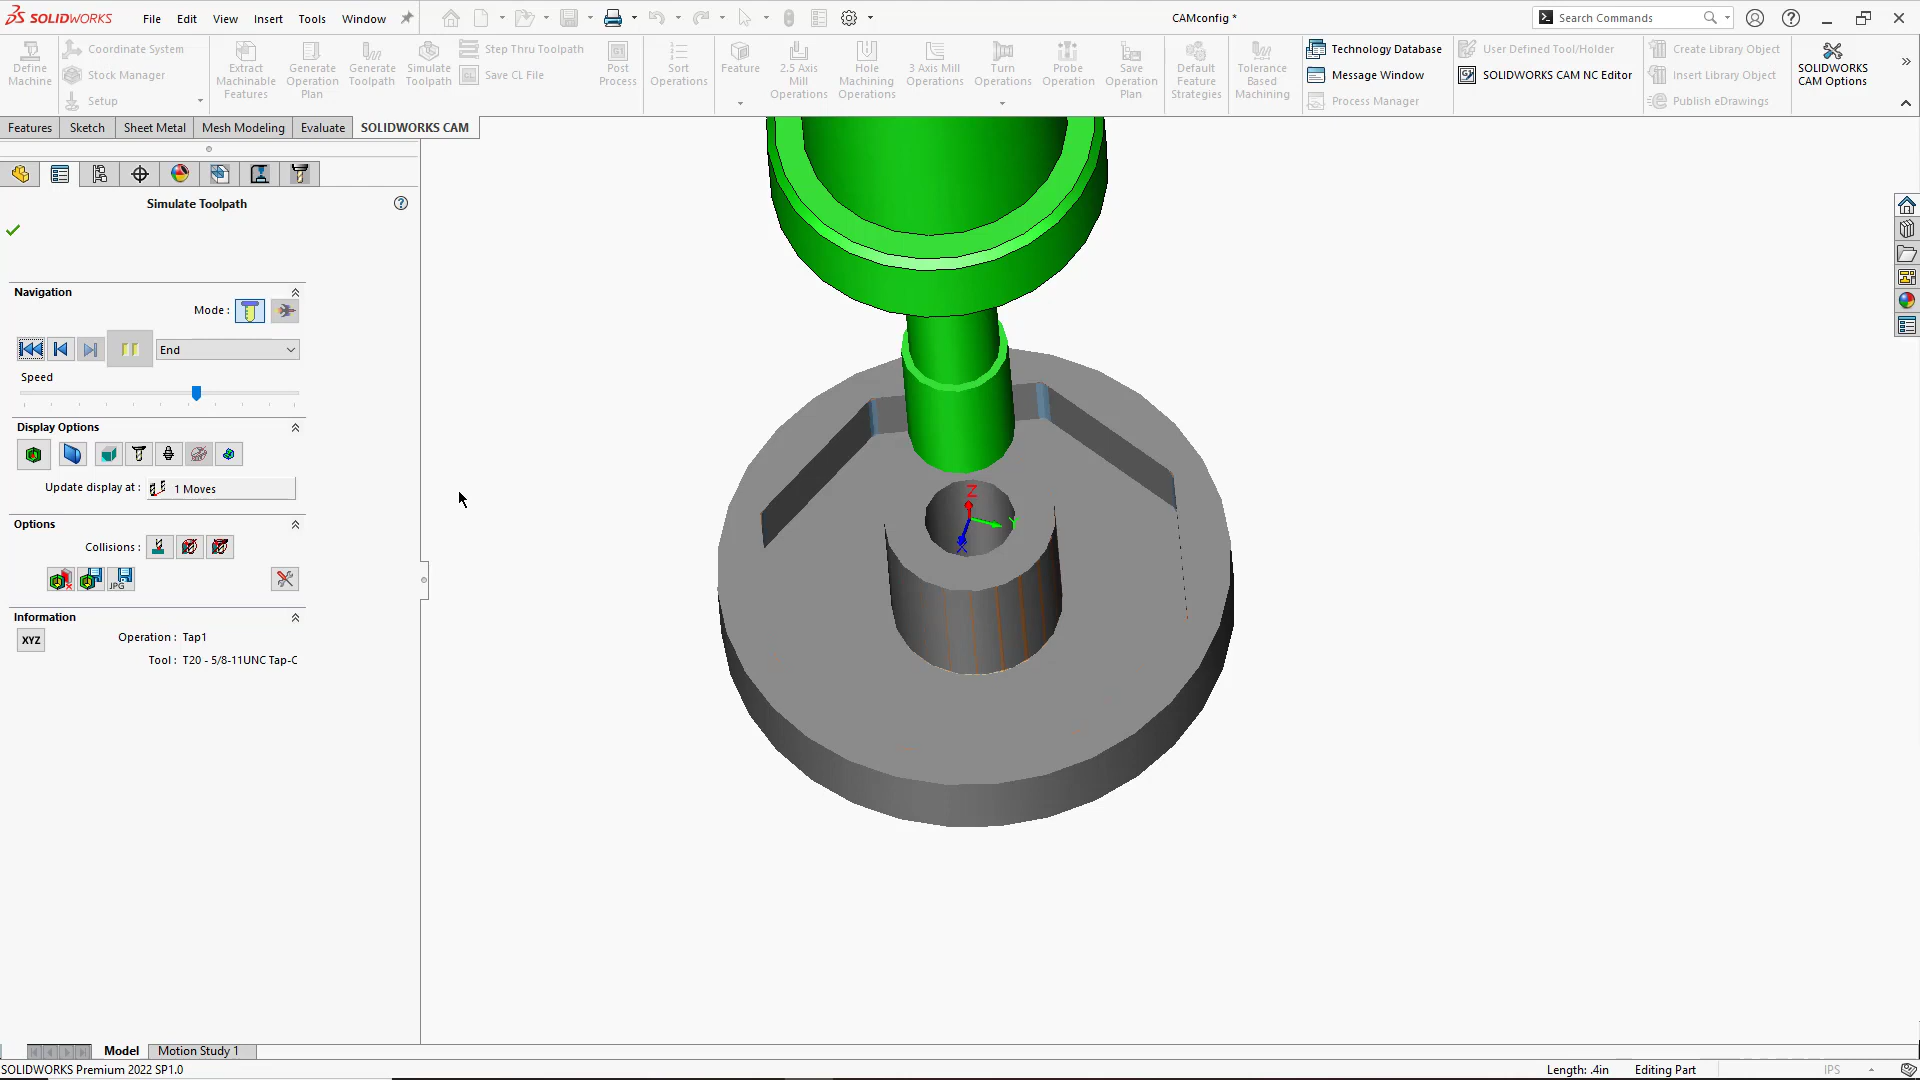 SOLIDWORKS
File Edit View Insert Tools Window
CAMconfig *
Search Commands
Define Machine
Coordinate System
Stock Manager
Setup
Extract Machinable Features
Generate Operation Plan
Generate Toolpath
Simulate Toolpath
Step Thru Toolpath
Save CL File
G1
Post Process
Sort Operations
Feature
2.5 Axis Mill Operations
Hole Machining Operations
3 Axis Mill Operations
Turn Operations
Probe Operations
Save Operation Plan
Default Feature Strategies
Tolerance Based Machining
Technology Database
Message Window
Process Manager
User Defined Tool/Holder
SOLIDWORKS CAM NC Editor
Create Library Object
Insert Library Object
Publish eDrawings
SOLIDWORKS CAM Options
Features Sketch Sheet Metal Mesh Modeling Evaluate SOLIDWORKS CAM
Simulate Toolpath
Navigation
Mode :
End
Speed
Display Options
Update display at : 1 Moves
Options
Collisions :
JPG
Information
XYZ
Operation : Tap1
Tool : T20 - 5/8-11UNC Tap-C
Z
Y
X
Model Motion Study 1
SOLIDWORKS Premium 2022 SP1.0
Length: .4in Editing Part IPS